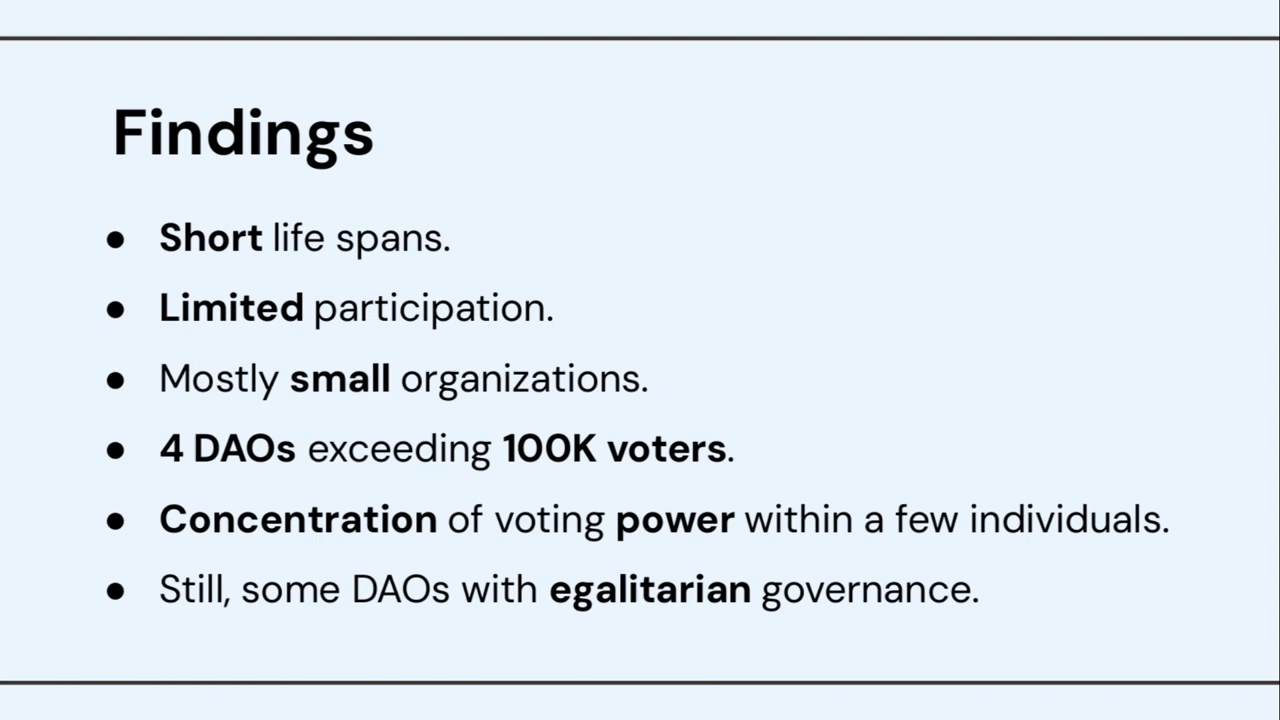 Findings
● Short life spans.
● Limited participation.
● Mostly small organizations.
● 4 DAOs exceeding 100K voters.
● Concentration of voting power within a few individuals.
● Still, some DAOs with egalitarian governance.